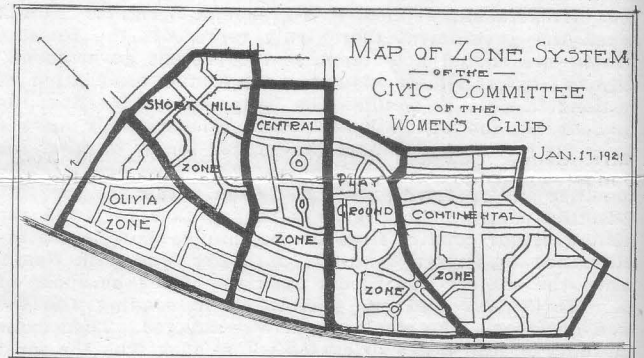 MAP OF ZONE SYSTEM
OF THE
CIVIC COMMITTEE
OF THE
WOMEN'S CLUB
JAN. 17. 1921
SHORT HILL
ZONE
CENTRAL
ZONE
PLAY
GROUND
ZONE
OLIVIA
ZONE
CONTINENTAL
ZONE